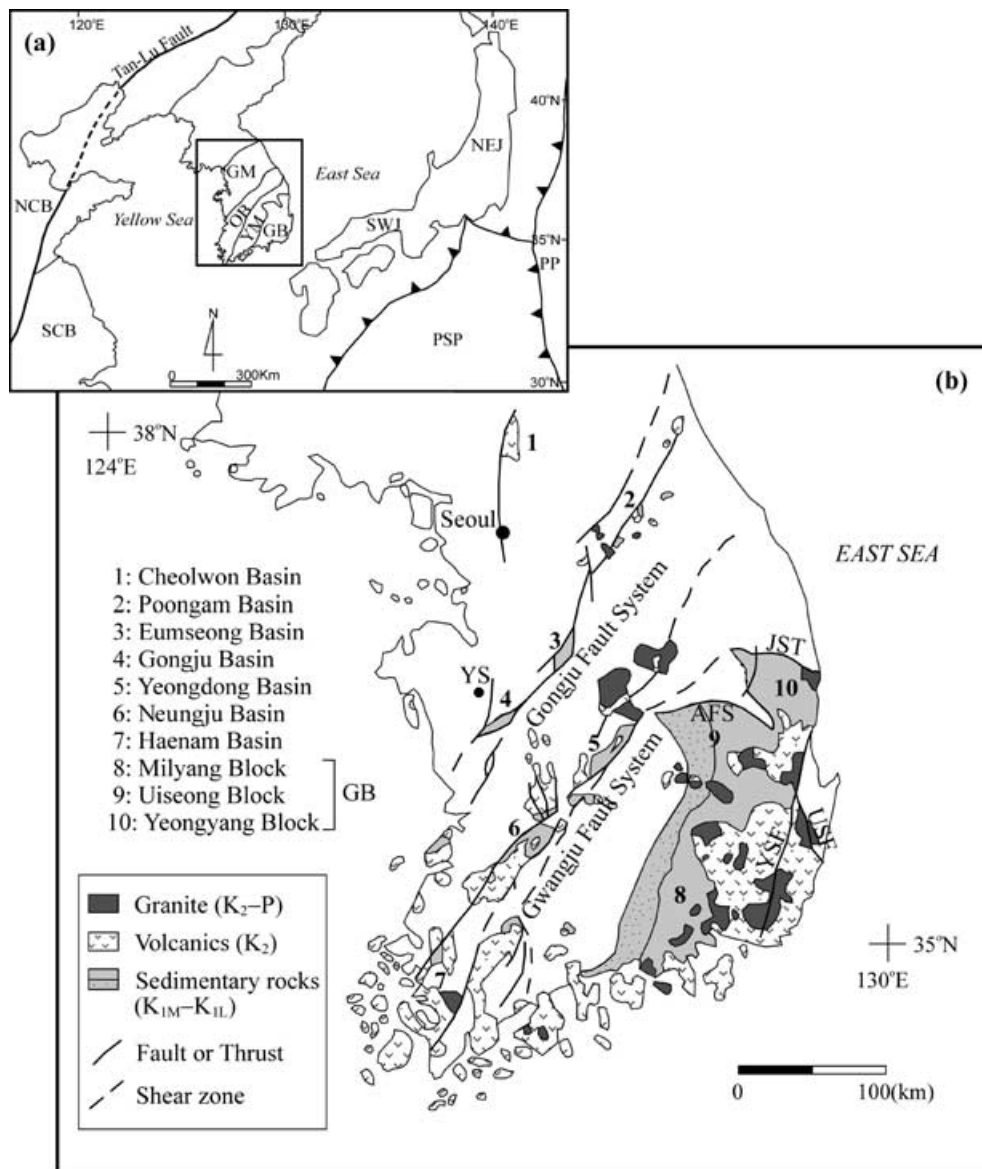 (a)
120°E
130°E
140°E
Tan-Lu Fault
40°N
NEJ
GM
East Sea
NCB
Yellow Sea
OB
YM
GB
SWJ
35°N
PP
SCB
N
PSP
0 300Km
30°N
(b)
38°N
124°E
1
2
Seoul
EAST SEA
1: Cheolwon Basin
2: Poongam Basin
3: Eumseong Basin
4: Gongju Basin
5: Yeongdong Basin
6: Neungju Basin
7: Haenam Basin
8: Milyang Block
9: Uiseong Block
10: Yeongyang Block
GB
3
Gongju Fault System
JST
YS
4
10
AFS
5
9
6
Gwangju Fault System
YSF
USF
8
7
Granite (K₂–P)
Volcanics (K₂)
Sedimentary rocks
(K₁M–K₁L)
Fault or Thrust
Shear zone
35°N
130°E
0 100(km)